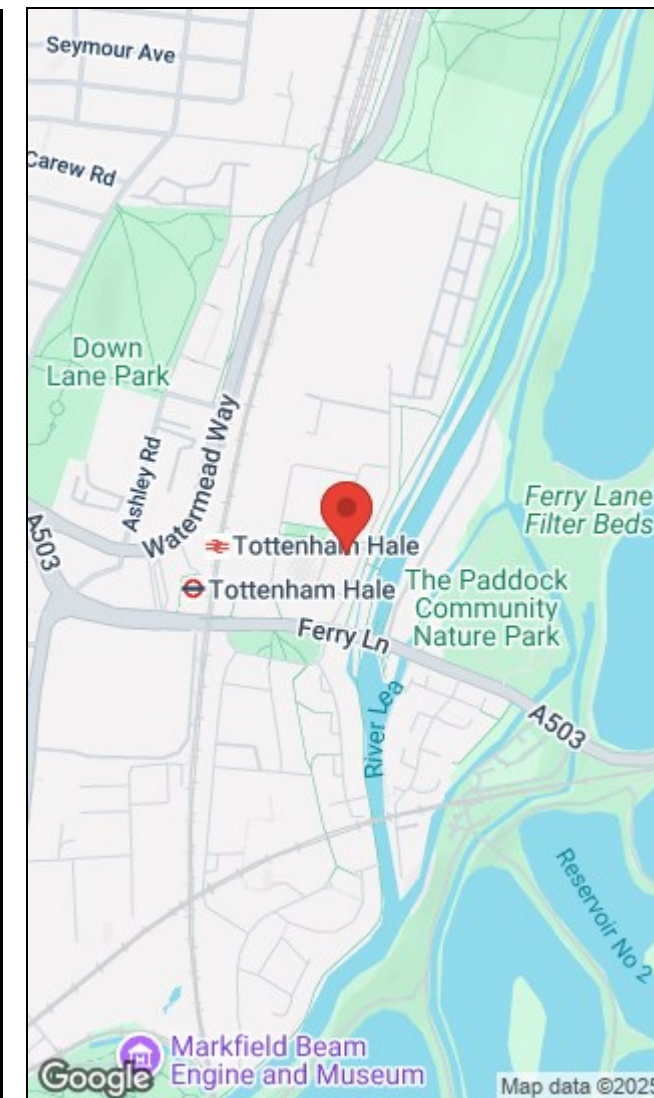 Seymour Ave
Carew Rd
Down
Lane Park
Ashley Rd
Watermead Way
A503
Tottenham Hale
Tottenham Hale
Ferry Lane
Filter Beds
The Paddock
Community
Nature Park
Ferry Ln
River Lea
A503
Reservoir No 2
Markfield Beam
Engine and Museum
Google
Map data ©2025